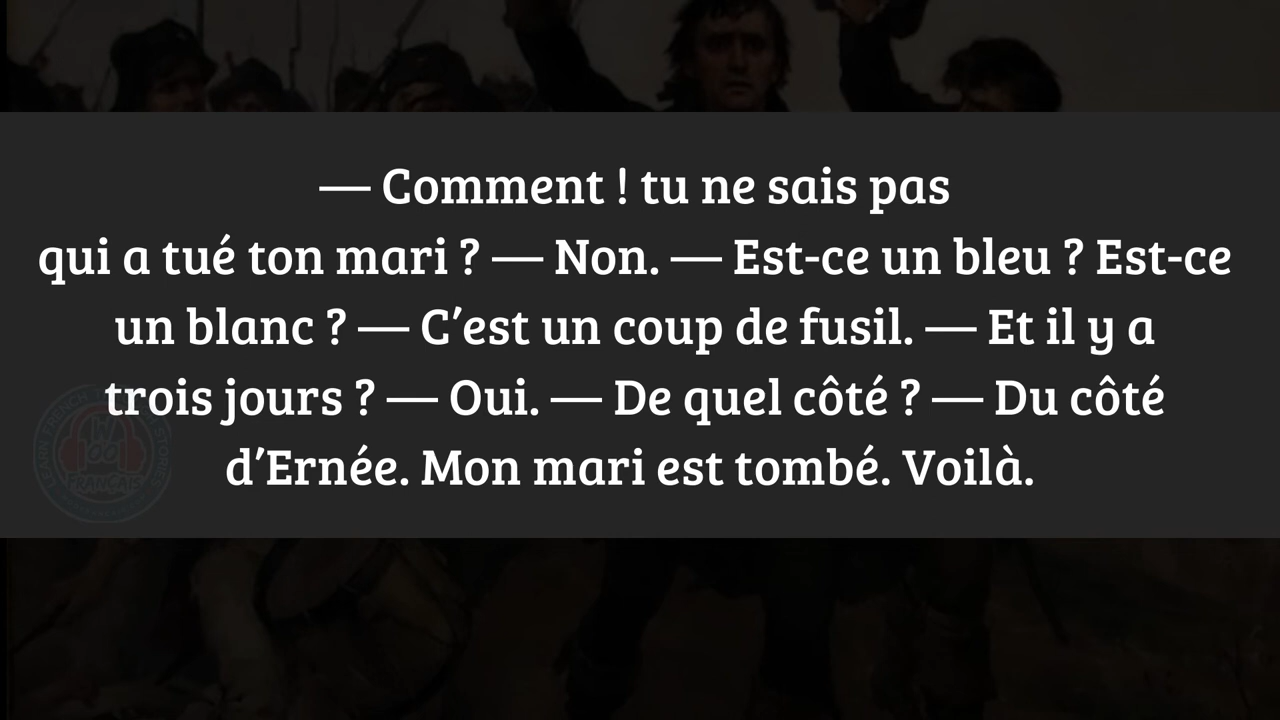 — Comment ! tu ne sais pas
qui a tué ton mari ? — Non. — Est-ce un bleu ? Est-ce
un blanc ? — C’est un coup de fusil. — Et il y a
trois jours ? — Oui. — De quel côté ? — Du côté
d’Ernée. Mon mari est tombé. Voilà.
FRANÇAIS